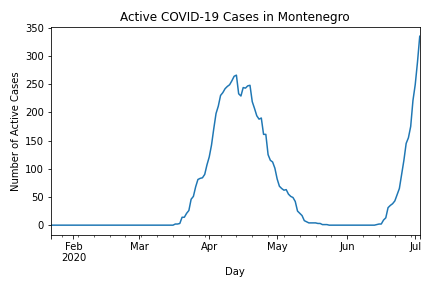 Active COVID-19 Cases in Montenegro
Number of Active Cases
350
300
250
200
150
100
50
0
Feb
2020
Mar
Apr
May
Jun
Jul
Day